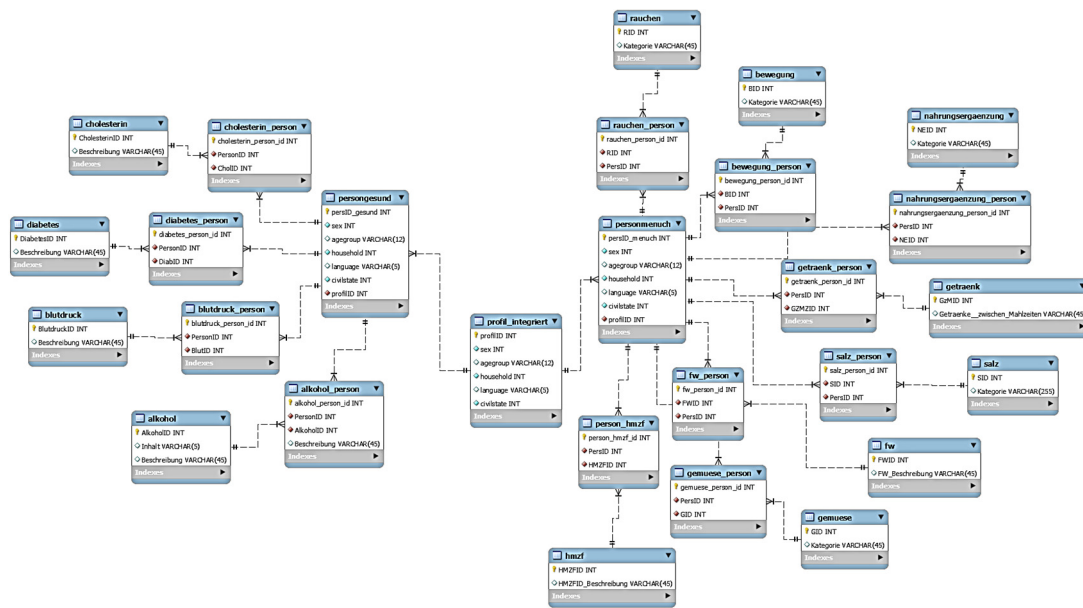 rauchen
RID INT
Kategorie VARCHAR(45)
Indexes
bewegung
BID INT
Kategorie VARCHAR(45)
Indexes
nahrungsergaenzung
NEID INT
Kategorie VARCHAR(45)
Indexes
cholesterin
CholesterinID INT
Beschreibung VARCHAR(45)
Indexes
cholesterin_person
cholesterin_person_id INT
PersonID INT
CholID INT
Indexes
rauchen_person
rauchen_person_id INT
RID INT
PersID INT
Indexes
bewegung_person
bewegung_person_id INT
BID INT
PersID INT
Indexes
nahrungsergaenzung_person
nahrungsergaenzung_person_id INT
PersID INT
NEID INT
Indexes
diabetes
DiabetesID INT
Beschreibung VARCHAR(45)
Indexes
diabetes_person
diabetes_person_id INT
PersonID INT
DiabID INT
Indexes
persongesund
persID_gesund INT
sex INT
agegroup VARCHAR(12)
household INT
language VARCHAR(5)
civilstate INT
profilID INT
Indexes
personmenuch
persID_menuch INT
sex INT
agegroup VARCHAR(12)
household INT
language VARCHAR(5)
civilstate INT
profilID INT
Indexes
getraenk_person
getraenk_person_id INT
PersID INT
GZMZID INT
Indexes
getraenk
GzMID INT
Getraenke__zwischen_Mahlzeiten VARCHAR(45)
Indexes
blutdruck
BlutdruckID INT
Beschreibung VARCHAR(45)
Indexes
blutdruck_person
blutdruck_person_id INT
PersonID INT
BlutID INT
Indexes
profil_integriert
profilID INT
sex INT
agegroup VARCHAR(12)
household INT
language VARCHAR(5)
civilstate INT
Indexes
salz_person
salz_person_id INT
SID INT
PersID INT
Indexes
salz
SID INT
Kategorie VARCHAR(255)
Indexes
alkohol
AlkoholID INT
Inhalt VARCHAR(5)
Beschreibung VARCHAR(45)
Indexes
alkohol_person
alkohol_person_id INT
PersonID INT
AlkoholID INT
Beschreibung VARCHAR(45)
Indexes
fw_person
fw_person_id INT
FWID INT
PersID INT
Indexes
person_hmzf
person_hmzf_id INT
PersID INT
HMZFID INT
Indexes
fw
FWID INT
FW_Beschreibung VARCHAR(45)
Indexes
gemuese_person
gemuese_person_id INT
PersID INT
GID INT
Indexes
gemuese
GID INT
Kategorie VARCHAR(45)
Indexes
hmzf
HMZFID INT
HMZFID_Beschreibung VARCHAR(45)
Indexes